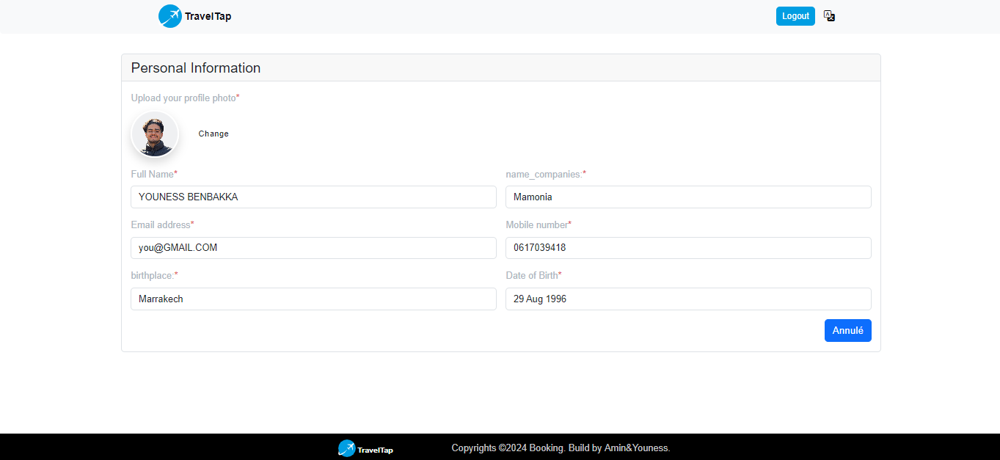 TravelTap
Logout
Personal Information
Upload your profile photo*
Change
Full Name*
name_companies:*
YOUNESS BENBAKKA
Mamonia
Email address*
Mobile number*
you@GMAIL.COM
0617039418
birthplace:*
Date of Birth*
Marrakech
29 Aug 1996
Annulé
TravelTap
Copyrights ©2024 Booking. Build by Amin&Youness.